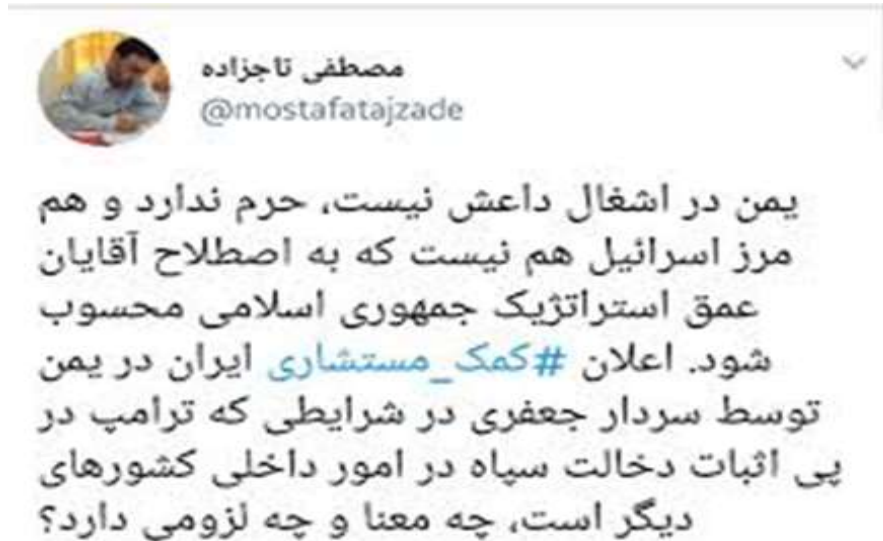 مصطفی تاجزاده
@mostafatajzade
یمن در اشغال داعش نیست، حرم ندارد و هم
مرز اسرائیل هم نیست که به اصطلاح آقایان
عمق استراتژیک جمهوری اسلامی محسوب
شود. اعلان #کمک_مستشاری ایران در یمن
توسط سردار جعفری در شرایطی که ترامپ در
پی اثبات دخالت سپاه در امور داخلی کشورهای
دیگر است، چه معنا و چه لزومی دارد؟